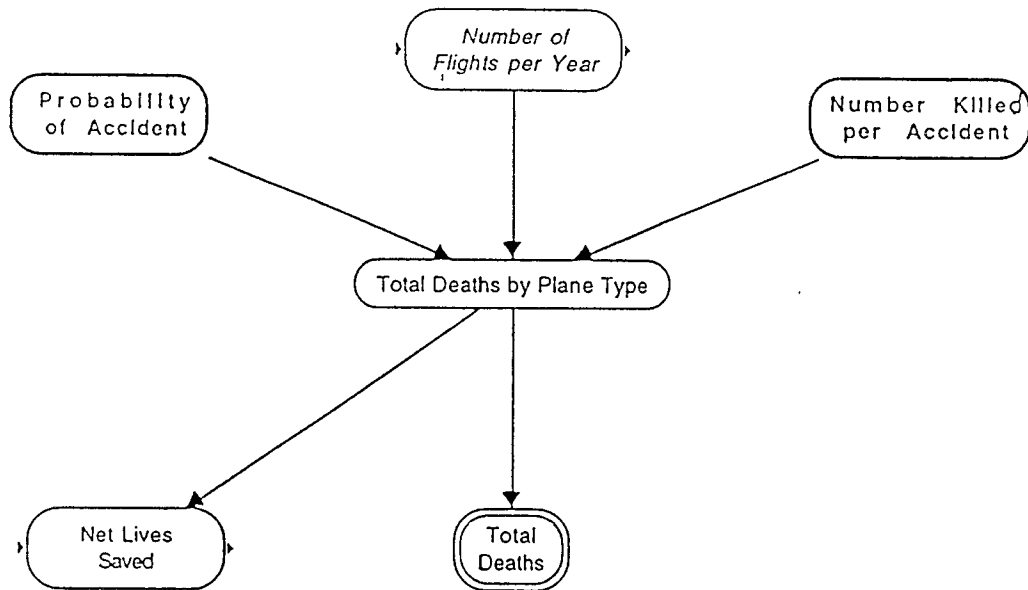 Number of
Flights per Year
Probability
of Accident
Number Killed
per Accident
Total Deaths by Plane Type
Net Lives
Saved
Total
Deaths